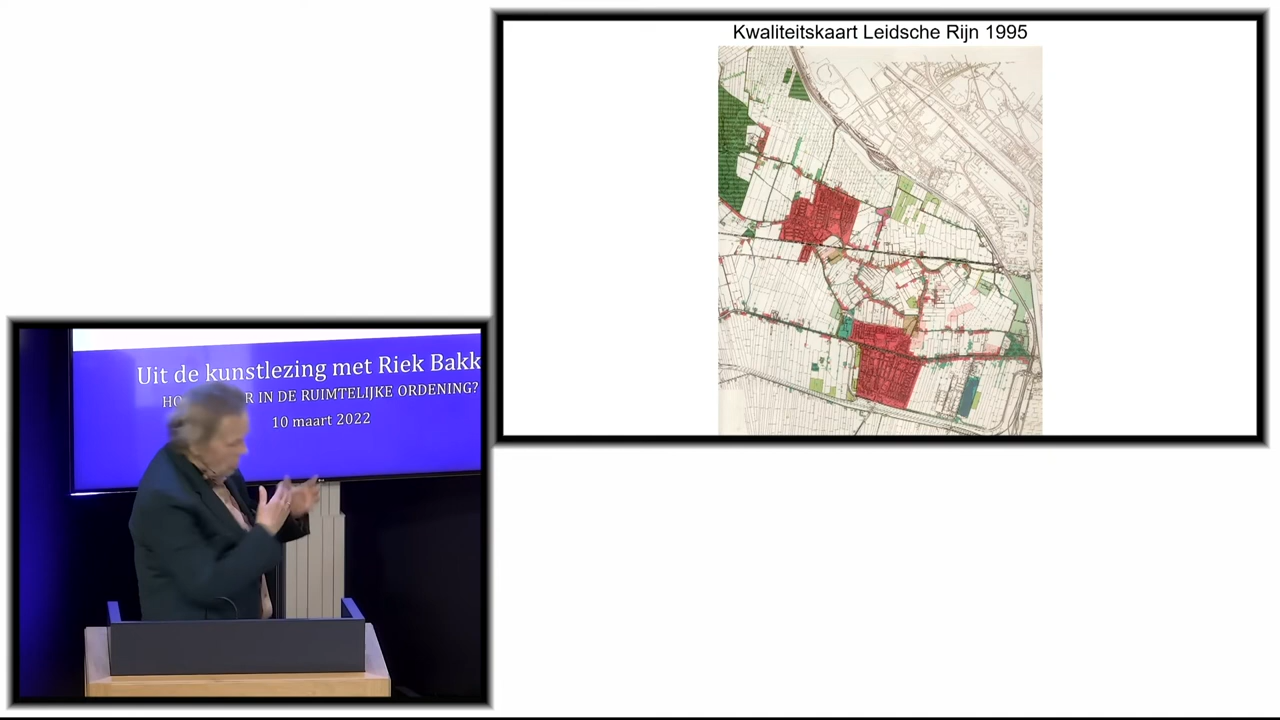 Kwaliteitskaart Leidsche Rijn 1995
Uit de kunstlezing met Riek Bakk
HO R IN DE RUIMTELIJKE ORDENING?
10 maart 2022